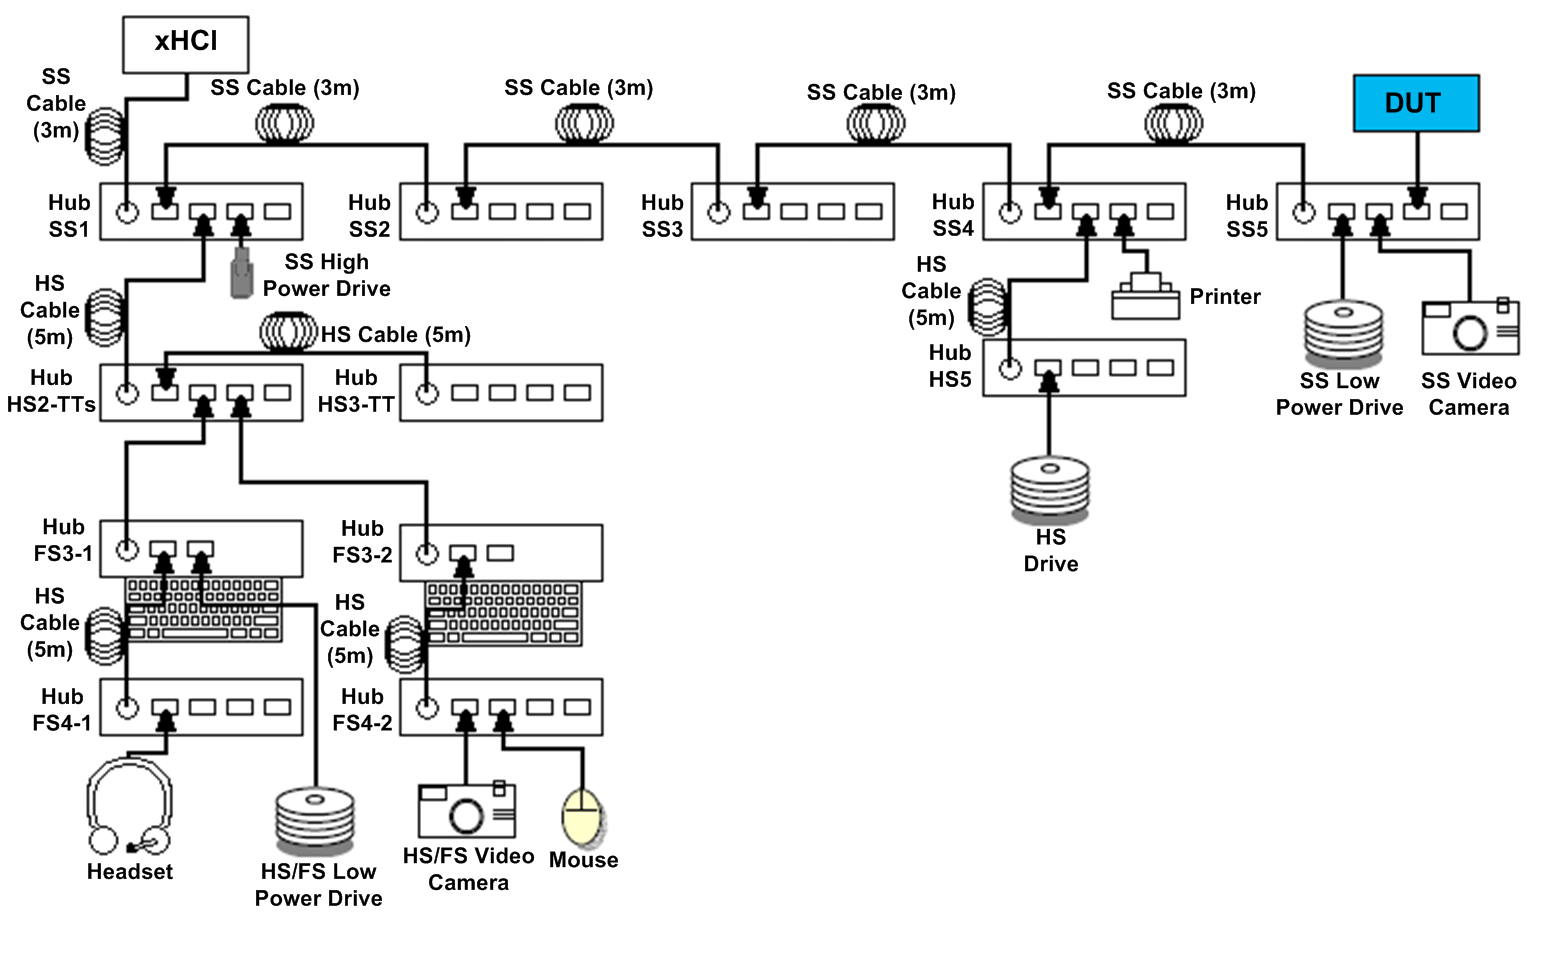 xHCI
SS
Cable
(3m)
SS Cable (3m)
SS Cable (3m)
SS Cable (3m)
SS Cable (3m)
DUT
Hub
SS1
Hub
SS2
Hub
SS3
Hub
SS4
Hub
SS5
SS High
Power Drive
HS
Cable
(5m)
HS Cable (5m)
HS
Cable
(5m)
Printer
Hub
HS2-TTs
Hub
HS3-TT
Hub
HS5
SS Low
Power Drive
SS Video
Camera
HS
Drive
Hub
FS3-1
Hub
FS3-2
HS
Cable
(5m)
HS
Cable
(5m)
Hub
FS4-1
Hub
FS4-2
Headset
HS/FS Low
Power Drive
HS/FS Video
Camera
Mouse